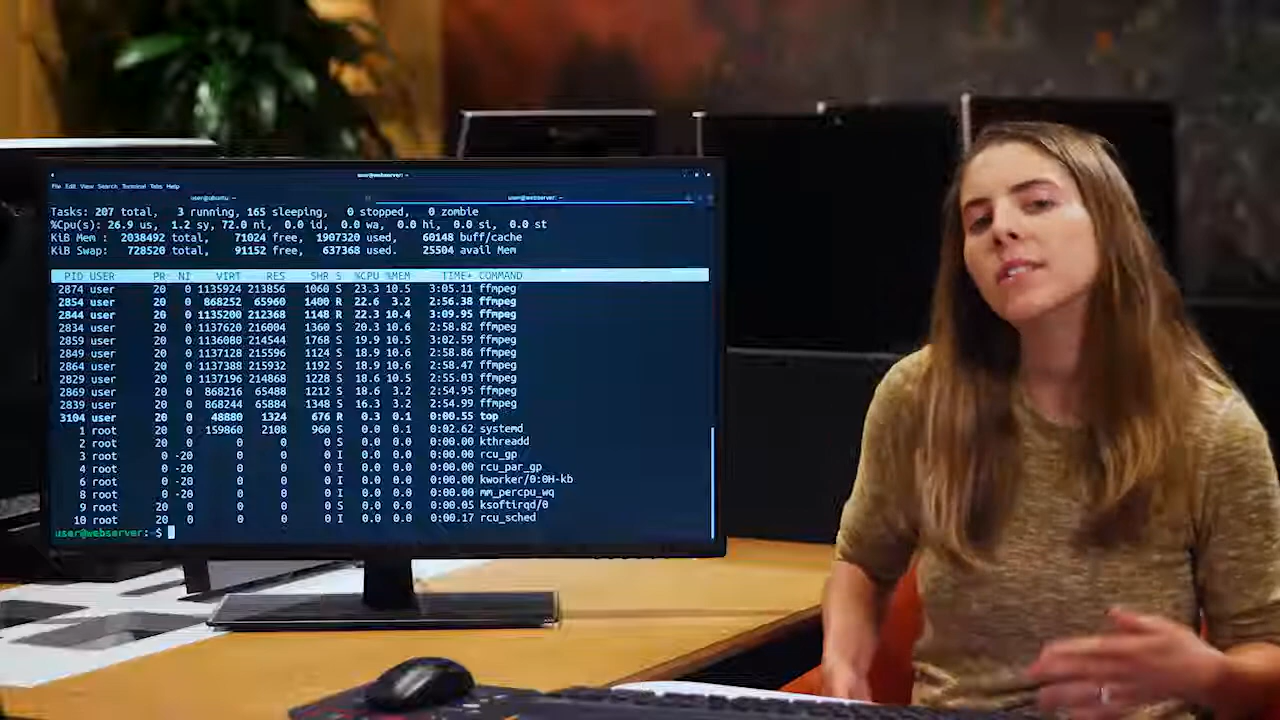 user@webserver: ~
File Edit View Search Terminal Tabs Help
user@ubuntu: ~ user@webserver: ~
Tasks: 207 total, 3 running, 165 sleeping, 0 stopped, 0 zombie
%Cpu(s): 26.9 us, 1.2 sy, 72.0 ni, 0.0 id, 0.0 wa, 0.0 hi, 0.0 si, 0.0 st
KiB Mem : 2038492 total, 71024 free, 1907320 used, 60148 buff/cache
KiB Swap: 728520 total, 91152 free, 637368 used. 25504 avail Mem
PID USER PR NI VIRT RES SHR S %CPU %MEM TIME+ COMMAND
2874 user 20 0 1135924 213856 1060 S 23.3 10.5 3:05.11 ffmpeg
2854 user 20 0 868252 65960 1400 R 22.6 3.2 2:56.38 ffmpeg
2844 user 20 0 1135200 212368 1148 R 22.3 10.4 3:09.95 ffmpeg
2834 user 20 0 1137620 216004 1360 S 20.3 10.6 2:58.82 ffmpeg
2859 user 20 0 1136080 214544 1768 S 19.9 10.5 3:02.59 ffmpeg
2849 user 20 0 1137128 215596 1124 S 18.9 10.6 2:58.86 ffmpeg
2864 user 20 0 1137388 215932 1192 S 18.9 10.6 2:58.47 ffmpeg
2829 user 20 0 1137196 214868 1228 S 18.6 10.5 2:55.03 ffmpeg
2869 user 20 0 868216 65488 1212 S 18.6 3.2 2:54.95 ffmpeg
2839 user 20 0 868244 65884 1348 S 16.3 3.2 2:54.99 ffmpeg
3104 user 20 0 48880 1324 676 R 0.3 0.1 0:00.55 top
1 root 20 0 159860 2108 960 S 0.0 0.1 0:02.62 systemd
2 root 20 0 0 0 0 S 0.0 0.0 0:00.00 kthreadd
3 root 0 -20 0 0 0 I 0.0 0.0 0:00.00 rcu_gp
4 root 0 -20 0 0 0 I 0.0 0.0 0:00.00 rcu_par_gp
6 root 0 -20 0 0 0 I 0.0 0.0 0:00.00 kworker/0:0H-kb
8 root 0 -20 0 0 0 I 0.0 0.0 0:00.00 mm_percpu_wq
9 root 20 0 0 0 0 S 0.0 0.0 0:00.05 ksoftirqd/0
10 root 20 0 0 0 0 I 0.0 0.0 0:00.17 rcu_sched
user@webserver:~$